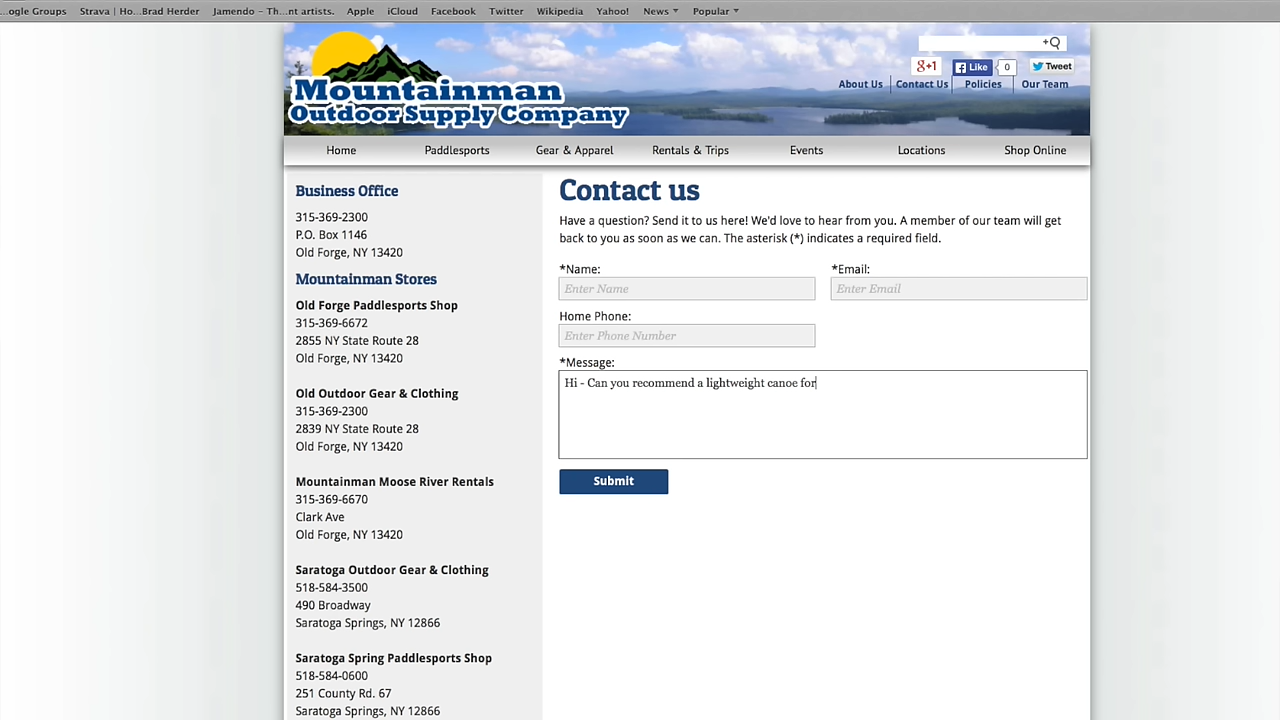 ...ogle Groups Strava | Ho...Brad Herder Jamendo – Th...nt artists. Apple iCloud Facebook Twitter Wikipedia Yahoo! News Popular
Mountainman
Outdoor Supply Company
+1 Like 0 Tweet
About Us Contact Us Policies Our Team
Home Paddlesports Gear & Apparel Rentals & Trips Events Locations Shop Online
Business Office
315-369-2300
P.O. Box 1146
Old Forge, NY 13420
Mountainman Stores
Old Forge Paddlesports Shop
315-369-6672
2855 NY State Route 28
Old Forge, NY 13420
Old Outdoor Gear & Clothing
315-369-2300
2839 NY State Route 28
Old Forge, NY 13420
Mountainman Moose River Rentals
315-369-6670
Clark Ave
Old Forge, NY 13420
Saratoga Outdoor Gear & Clothing
518-584-3500
490 Broadway
Saratoga Springs, NY 12866
Saratoga Spring Paddlesports Shop
518-584-0600
251 County Rd. 67
Saratoga Springs, NY 12866
Contact us
Have a question? Send it to us here! We'd love to hear from you. A member of our team will get
back to you as soon as we can. The asterisk (*) indicates a required field.
*Name: *Email:
Enter Name Enter Email
Home Phone:
Enter Phone Number
*Message:
Hi - Can you recommend a lightweight canoe for
Submit